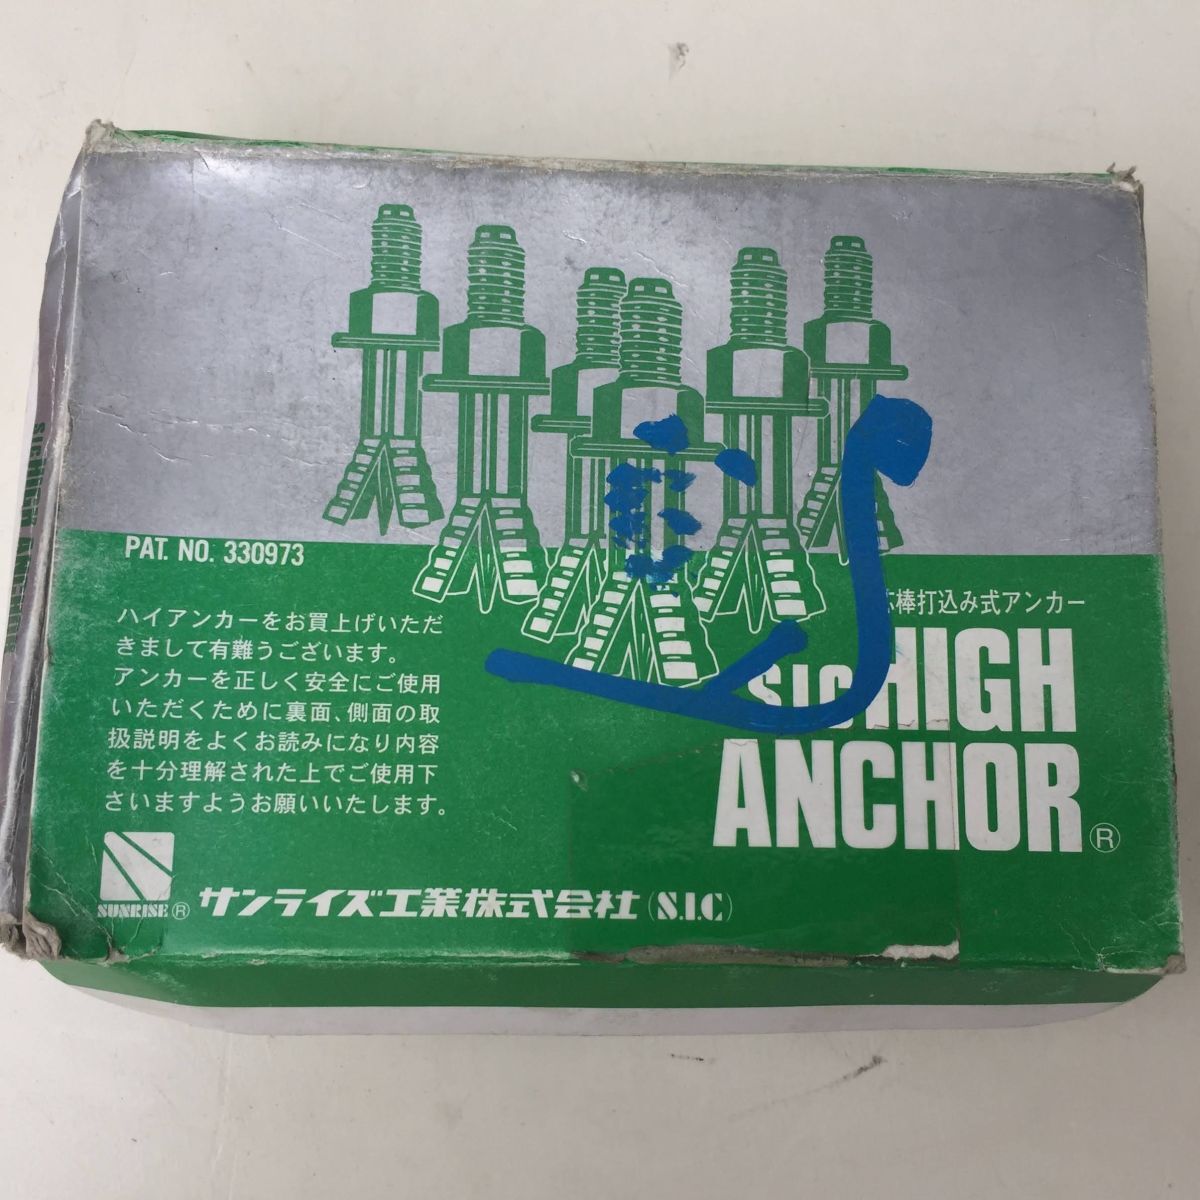 PAT. NO. 330973
ハイアンカーをお買上げいただ
きまして有難うございます。
アンカーを正しく安全にご使用
いただくために裏面、側面の取
扱説明をよくお読みになり内容
を十分理解された上でご使用下
さいますようお願いいたします。
芯棒打込み式アンカー
SIC HIGH
ANCHOR®
SUNRISE®
サンライズ工業株式会社(S.I.C)